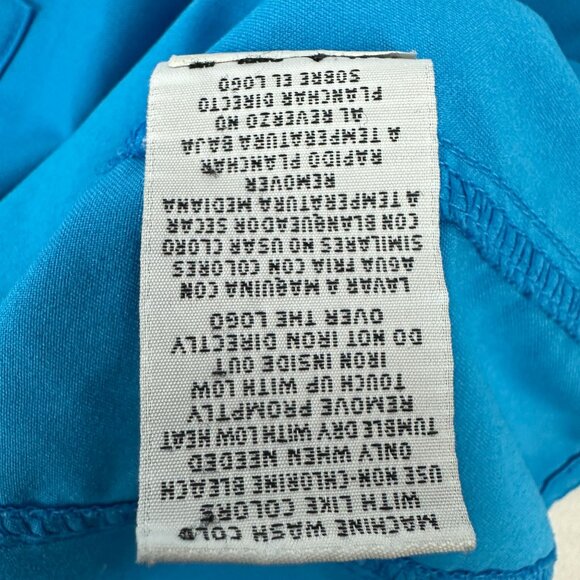 MACHINE WASH COLD
WITH LIKE COLORS
USE NON-CHLORINE BLEACH
ONLY WHEN NEEDED
TUMBLE DRY WITH LOW HEAT
REMOVE PROMPTLY
TOUCH UP WITH LOW
IRON INSIDE OUT
DO NOT IRON DIRECTLY
OVER THE LOGO
LAVAR A MAQUINA CON
AGUA FRIA CON COLORES
SIMILARES NO USAR CLORO
CON BLANQUEADOR SECAR
A TEMPERATURA MEDIANA
REMOVER
RAPIDO PLANCHAR
A TEMPERATURA BAJA
AL REVERZO NO
PLANCHAR DIRECTO
SOBRE EL LOGO